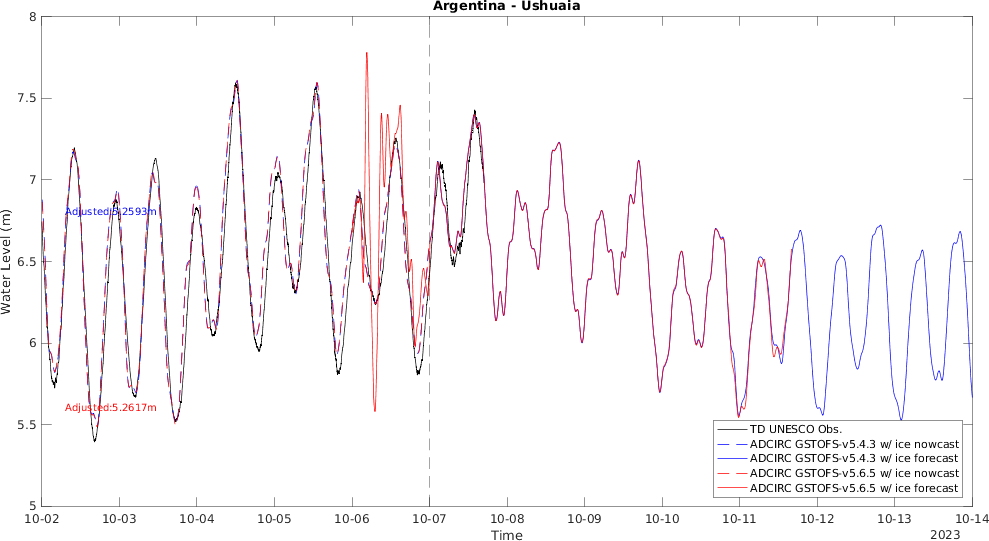 Argentina - Ushuaia
8
7.5
7
6.5
6
5.5
5
Water Level (m)
Adjusted:5.2593m
Adjusted:5.2617m
TD UNESCO Obs.
ADCIRC GSTOFS-v5.4.3 w/ ice nowcast
ADCIRC GSTOFS-v5.4.3 w/ ice forecast
ADCIRC GSTOFS-v5.6.5 w/ ice nowcast
ADCIRC GSTOFS-v5.6.5 w/ ice forecast
10-02 10-03 10-04 10-05 10-06 10-07 10-08 10-09 10-10 10-11 10-12 10-13 10-14
Time
2023